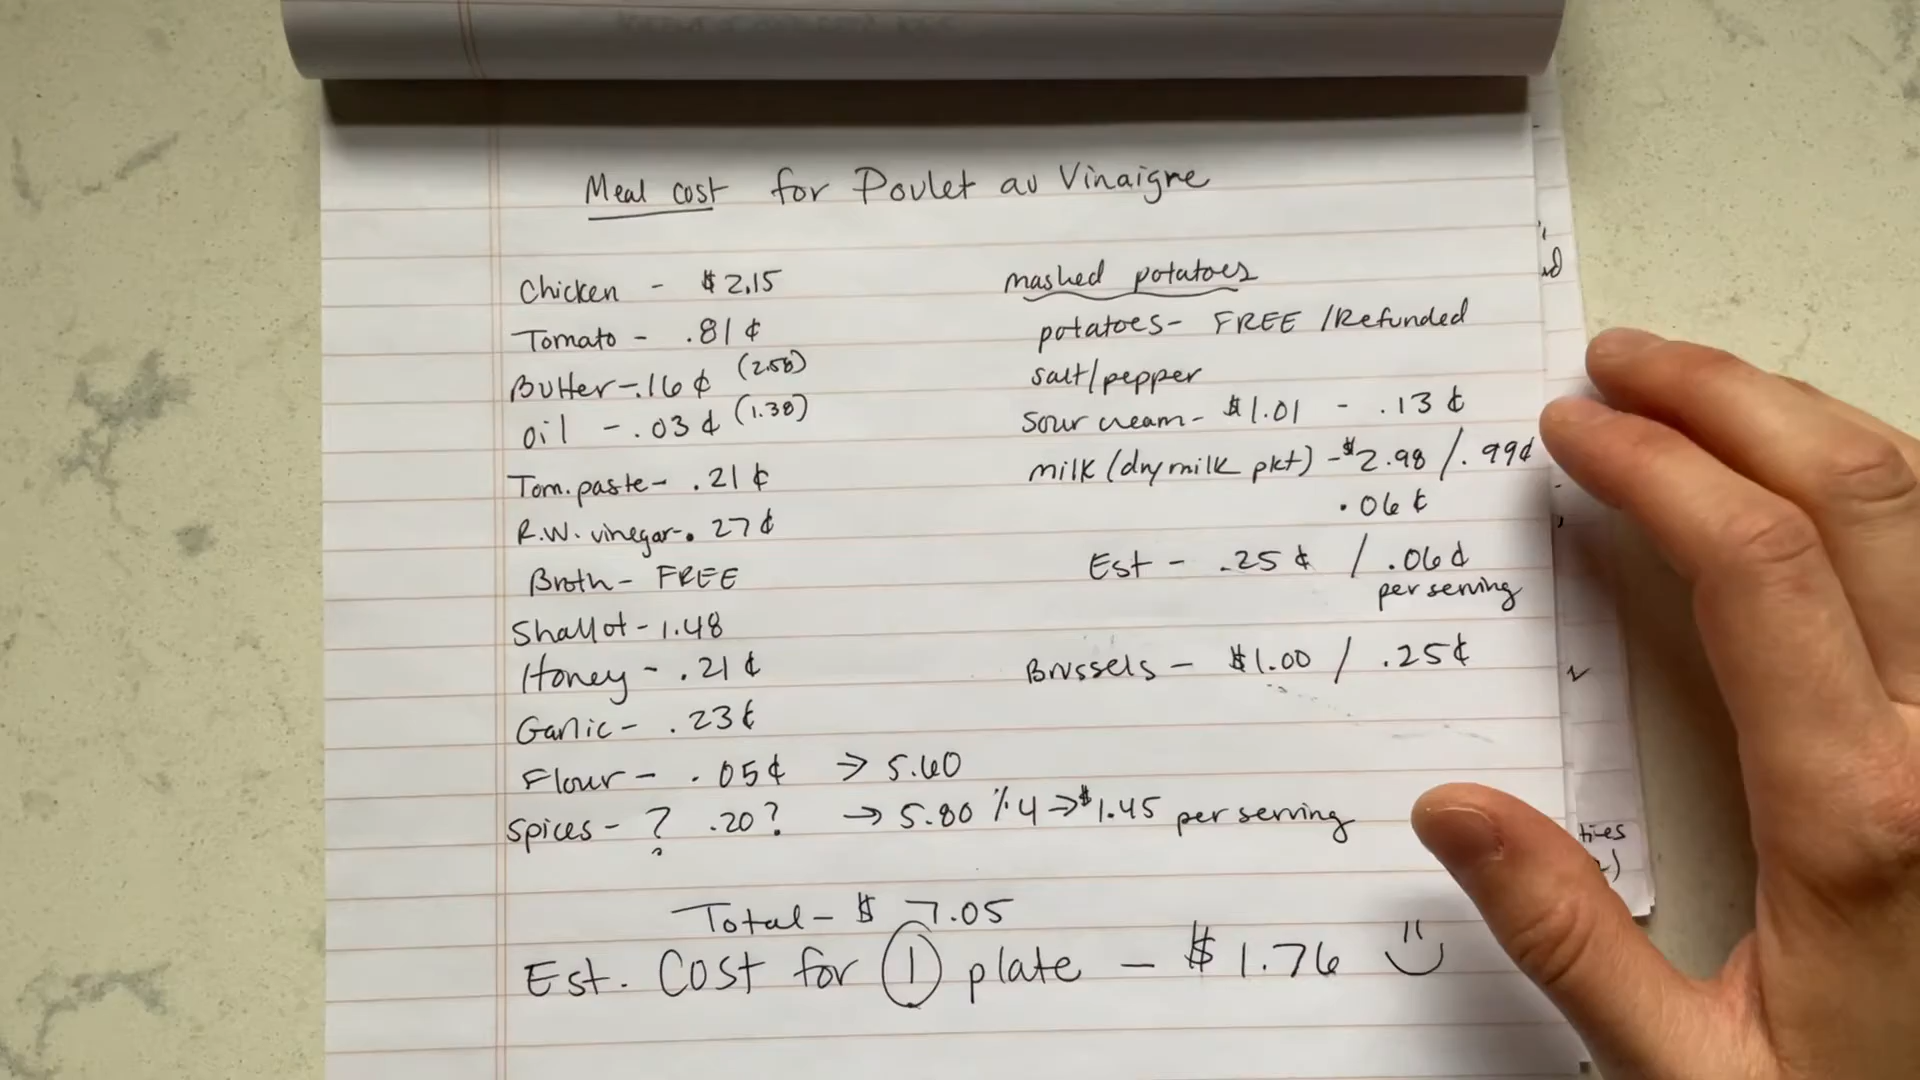 Meal cost for Poulet au Vinaigre
Chicken - $2.15
Tomato - .81¢
Butter - .16¢ (2.58)
oil - .03¢ (1.38)
Tom. paste - .21¢
R.W. vinegar - .27¢
Broth - FREE
Shallot - 1.48
Honey - .21¢
Garlic - .23¢
Flour - .05¢ → 5.60
Spices - ? .20? → 5.80 ⁒ 4 → $1.45 per serving
mashed potatoes
potatoes - FREE / Refunded
salt/pepper
Sour cream - $1.01 - .13¢
milk (dry milk pkt) - $2.98 / .99¢
.06¢
Est - .25¢ / .06¢
per serving
Brussels - $1.00 / .25¢
Total - $ 7.05
Est. Cost for 1 plate - $1.76